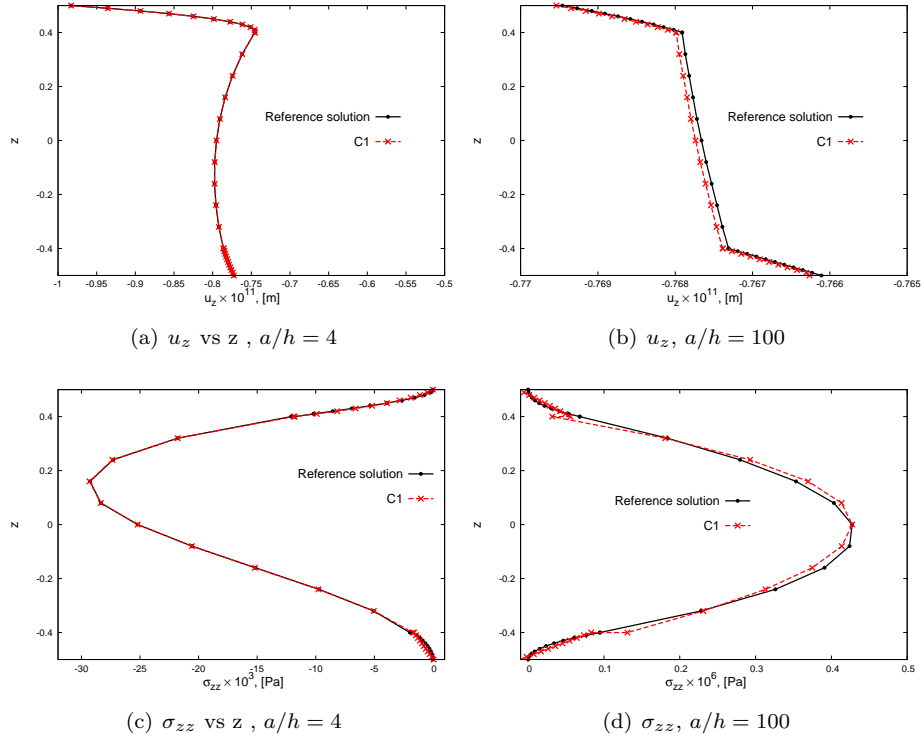 0.4
0.2
0
-0.2
-0.4
z
-1 -0.95 -0.9 -0.85 -0.8 -0.75 -0.7 -0.65 -0.6 -0.55 -0.5
u_z × 10^11, [m]
Reference solution
C1
(a) u_z vs z , a/h = 4
0.4
0.2
0
-0.2
-0.4
z
-0.77 -0.769 -0.768 -0.767 -0.766 -0.765
u_z × 10^11, [m]
Reference solution
C1
(b) u_z, a/h = 100
0.4
0.2
0
-0.2
-0.4
z
-30 -25 -20 -15 -10 -5 0
σ_zz × 10^3, [Pa]
Reference solution
C1
(c) σ_zz vs z , a/h = 4
0.4
0.2
0
-0.2
-0.4
z
0 0.1 0.2 0.3 0.4 0.5
σ_zz × 10^6, [Pa]
Reference solution
C1
(d) σ_zz, a/h = 100